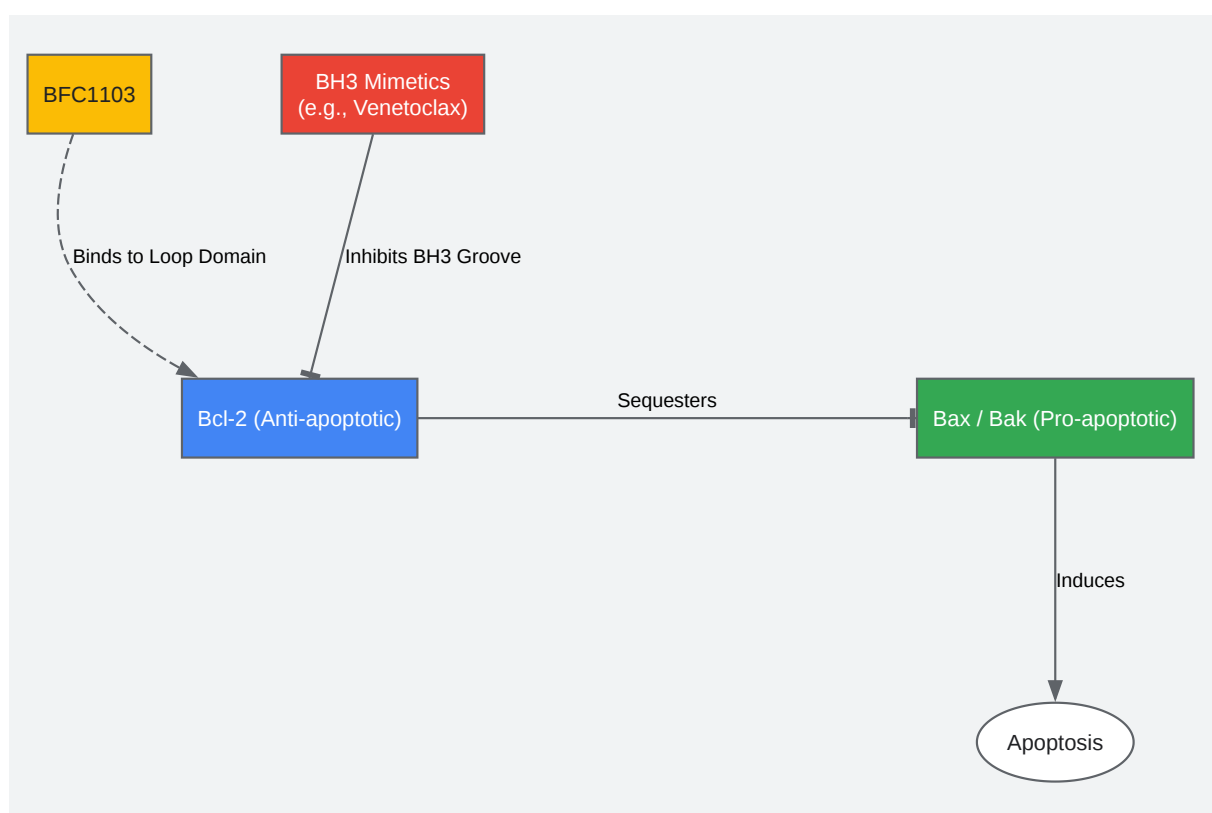 BFC1103
BH3 Mimetics
(e.g., Venetoclax)
Binds to Loop Domain
Inhibits BH3 Groove
Bcl-2 (Anti-apoptotic)
Sequesters
Bax / Bak (Pro-apoptotic)
Induces
Apoptosis